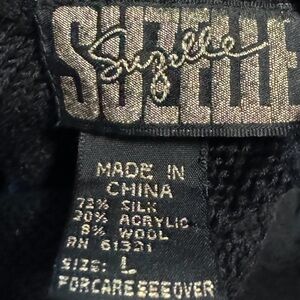 SUZELLE
Suzelle
MADE IN
CHINA
72% SILK
20% ACRYLIC
8% WOOL
RN 61321
SIZE: L
FOR CARE SEE OVER